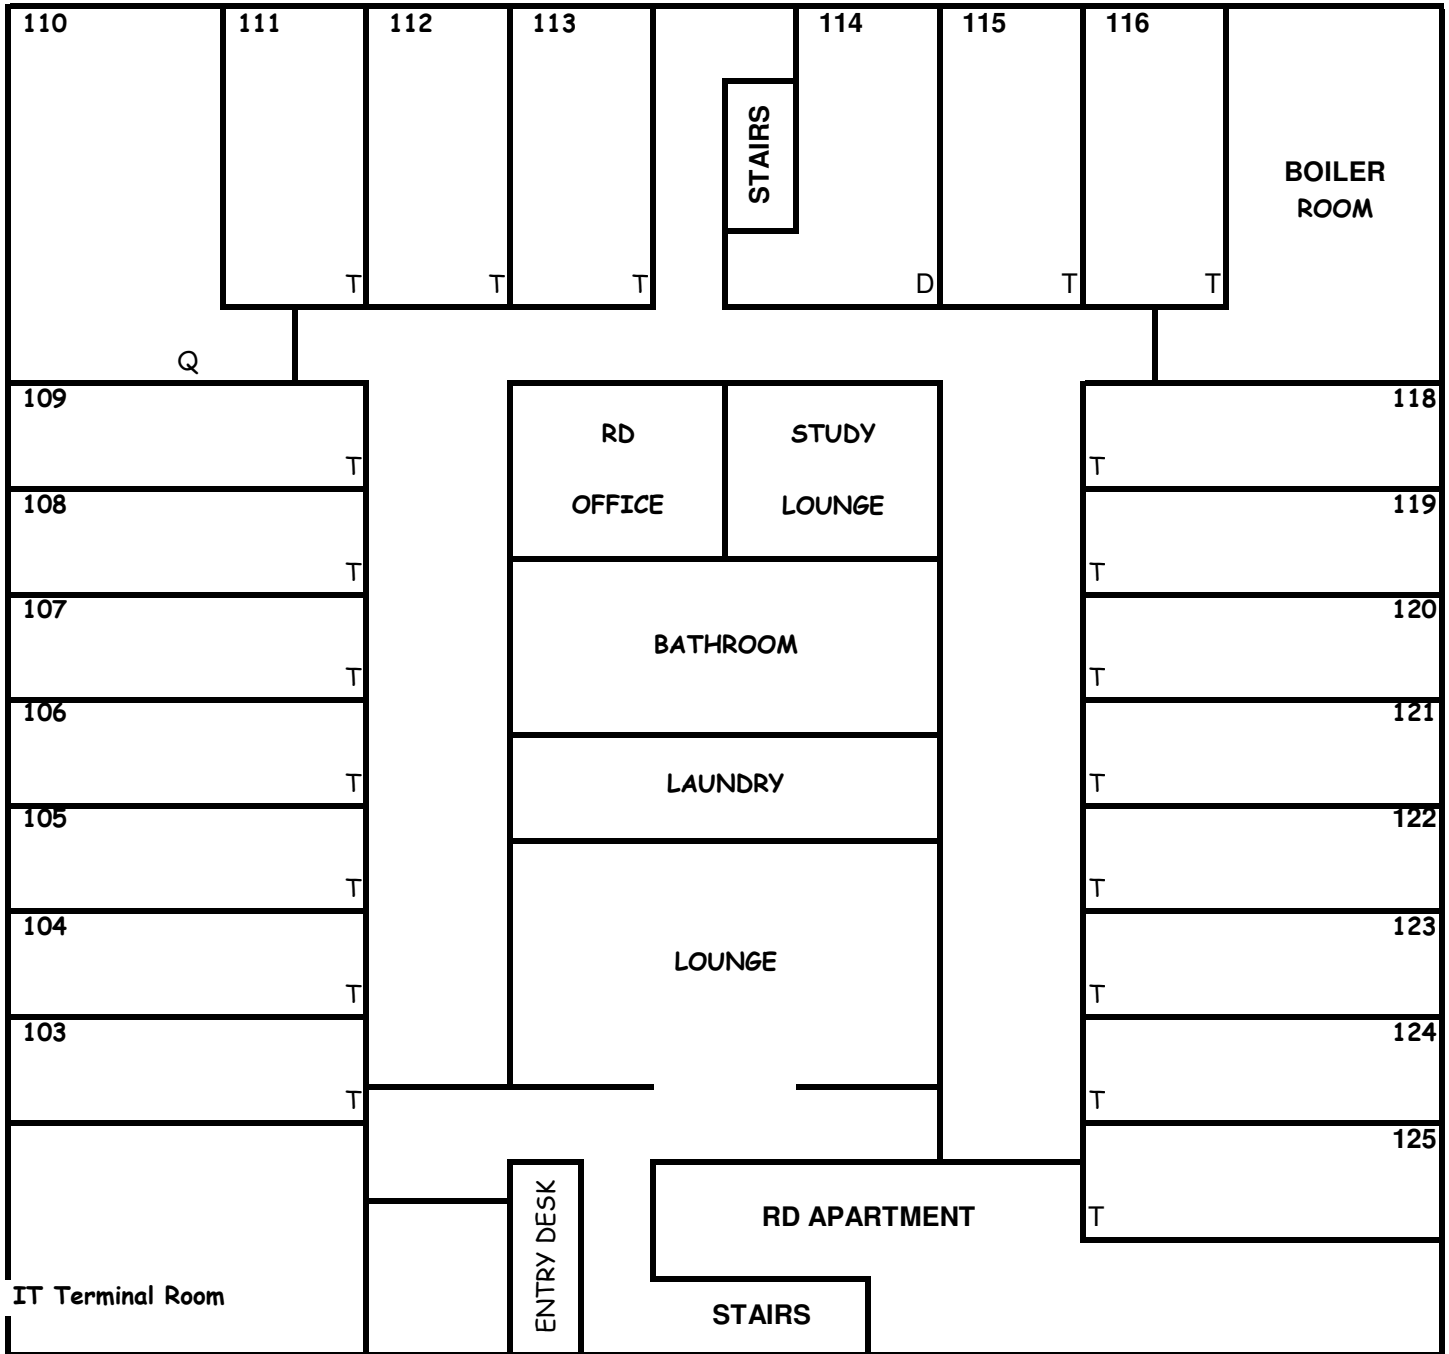 110
111
112
113
114
115
116
STAIRS
BOILER
ROOM
T
T
T
D
T
T
Q
109
T
RD
OFFICE
STUDY
LOUNGE
118
T
108
T
119
T
107
T
BATHROOM
120
T
106
T
LAUNDRY
121
T
105
T
122
T
104
T
LOUNGE
123
T
103
T
124
T
125
T
ENTRY DESK
RD APARTMENT
IT Terminal Room
STAIRS